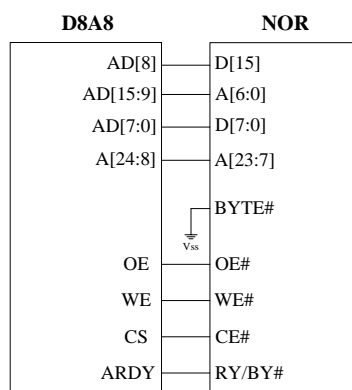 D8A8 NOR
AD[8] D[15]
AD[15:9] A[6:0]
AD[7:0] D[7:0]
A[24:8] A[23:7]
BYTE#
Vss
OE OE#
WE WE#
CS CE#
ARDY RY/BY#